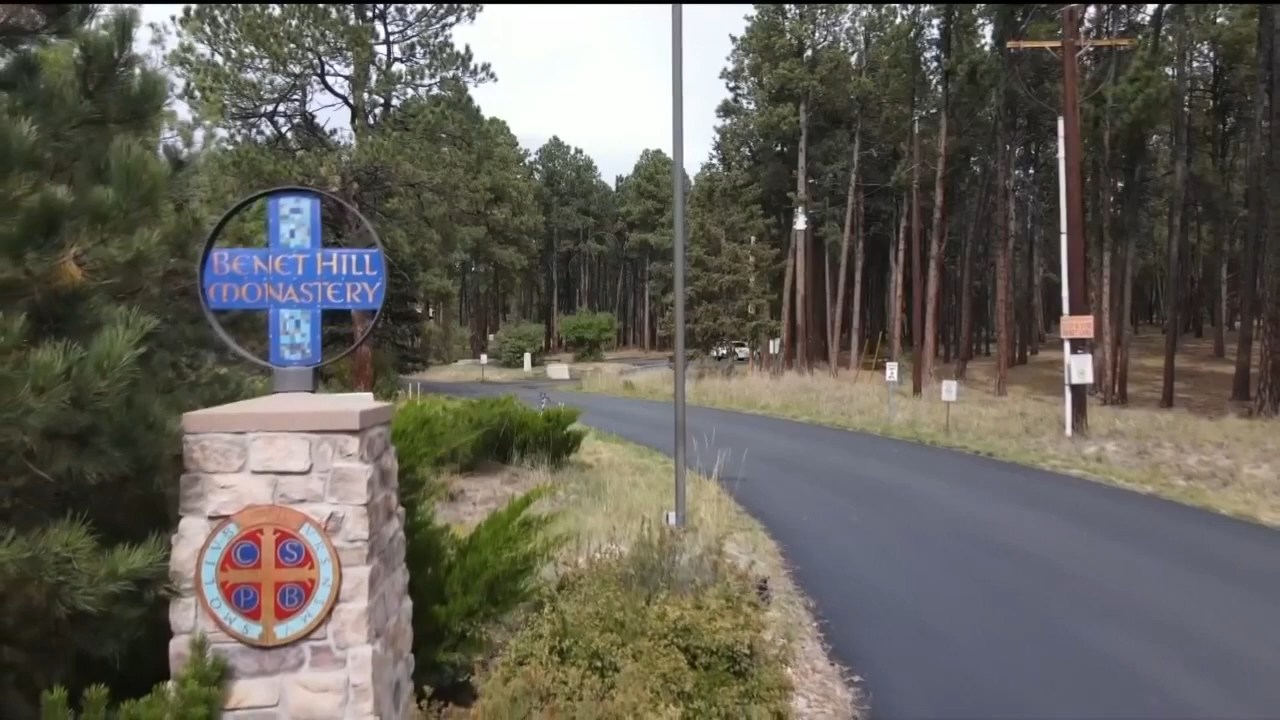 BENET HILL
MONASTERY
C S
P B
V R S N S M V
S M Q L I V B